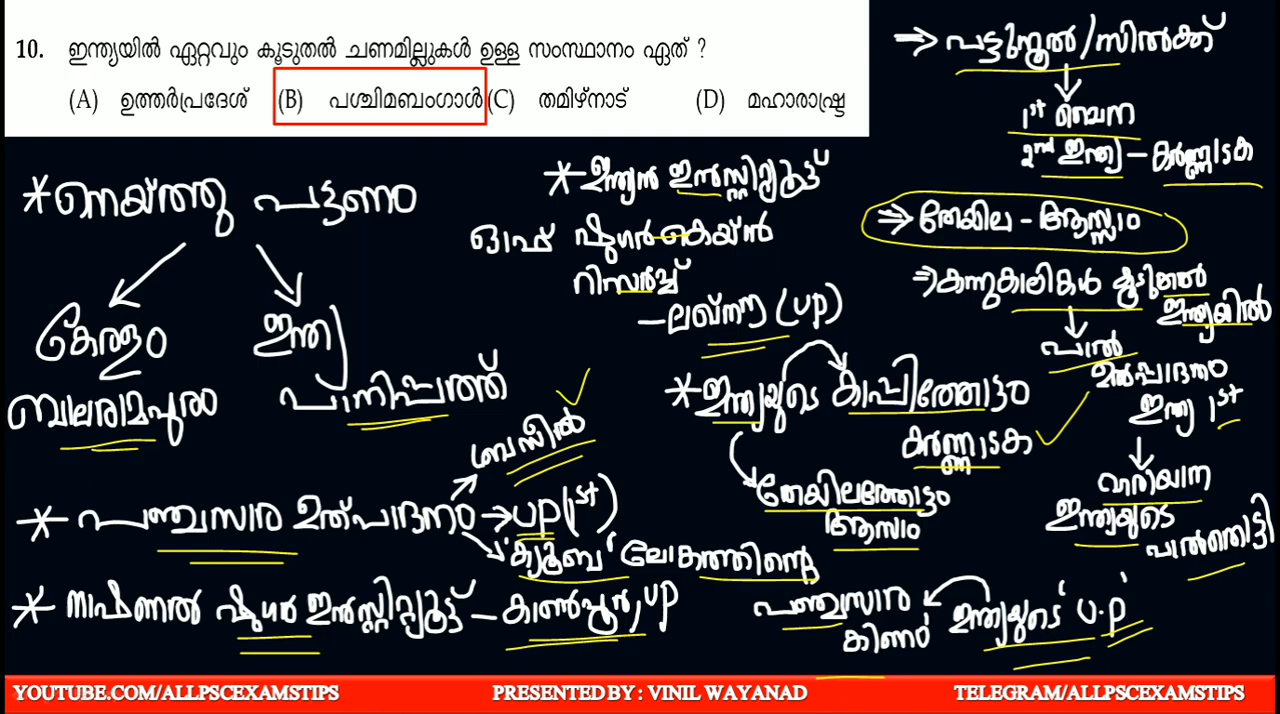 10. ഇന്ത്യയിൽ ഏറ്റവും കൂടുതൽ ചണമില്ലുകൾ ഉള്ള സംസ്ഥാനം ഏത് ?
(A) ഉത്തർപ്രദേശ് (B) പശ്ചിമബംഗാൾ (C) തമിഴ്നാട് (D) മഹാരാഷ്ട്ര
* നെയ്ത്തു പട്ടണം
കേരളം ഇന്ത്യ
ബാലരാമപുരം പാനിപ്പത്ത്
ബ്രസീൽ
* പഞ്ചസാര ഉത്പാദനം → UP (1st)
'ക്യൂബ' ലോകത്തിന്റെ
പഞ്ചസാര കിണ്ണം
ഇന്ത്യയുടെ 'U.P'
* നാഷണൽ ഷുഗർ ഇൻസ്റ്റിറ്റ്യൂട്ട് - കാൺപൂർ, UP
* ഇന്ത്യൻ ഇൻസ്റ്റിറ്റ്യൂട്ട്
ഓഫ് ഷുഗർകെയ്ൻ
റിസർച്ച്
- ലഖ്നൗ (UP)
* ഇന്ത്യയുടെ കാപ്പിത്തോട്ടം
കർണ്ണാടക
തേയിലത്തോട്ടം
ആസാം
⇒ പട്ടുനൂൽ/സിൽക്ക്
1st ചൈന
2nd ഇന്ത്യ - കർണ്ണാടക
⇒ തേയില - ആസ്സാം
⇒ കന്നുകാലികൾ കൂടുതൽ
ഇന്ത്യയിൽ
പാൽ
ഉൽപ്പാദനം
ഇന്ത്യ 1st
ഹരിയാന
ഇന്ത്യയുടെ
പാൽതൊട്ടി
YOUTUBE.COM/ALLPSCEXAMSTIPS PRESENTED BY : VINIL WAYANAD TELEGRAM/ALLPSCEXAMSTIPS